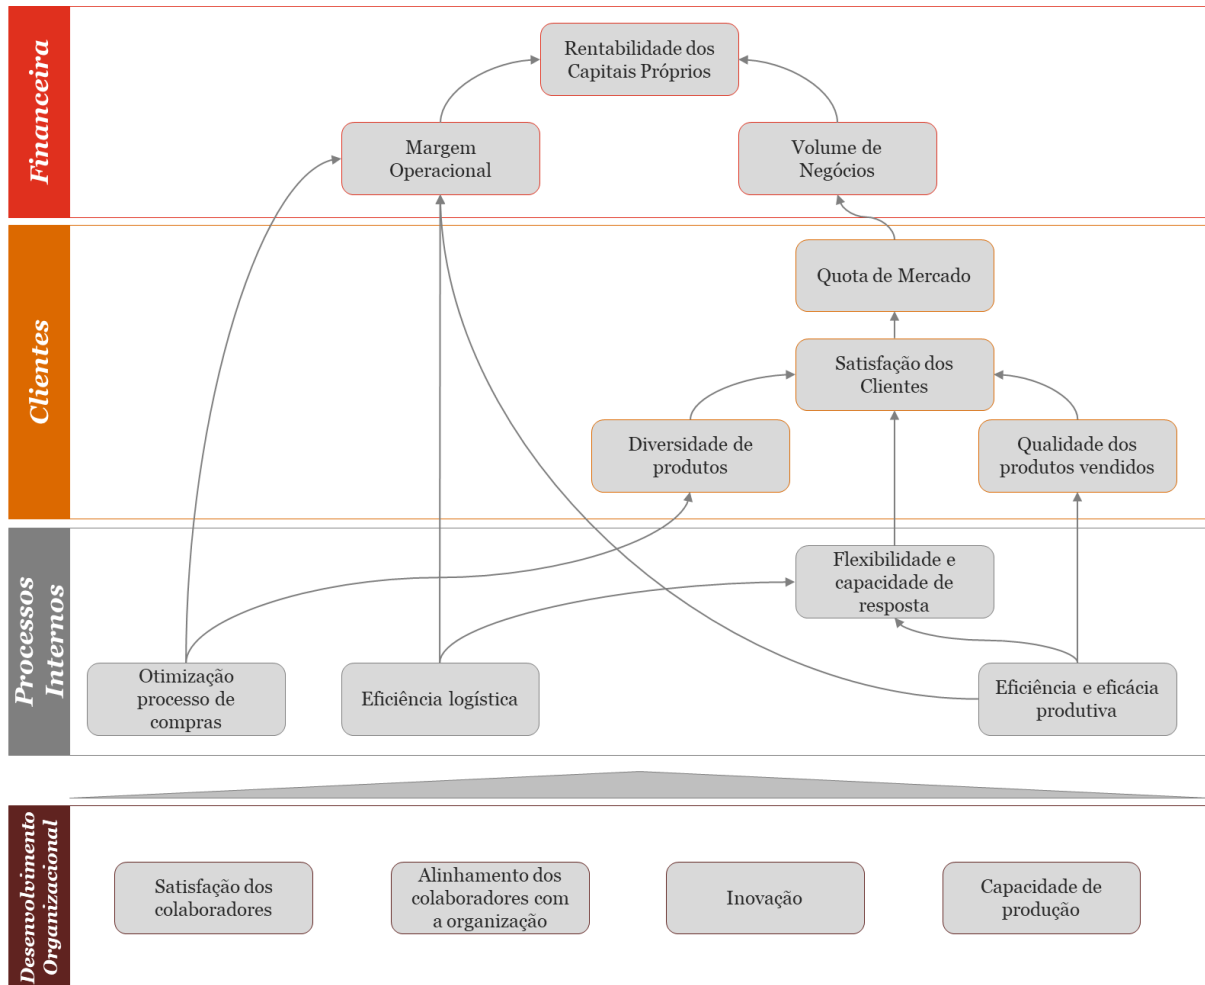 Financeira
Rentabilidade dos
Capitais Próprios
Margem
Operacional
Volume de
Negócios
Clientes
Quota de Mercado
Satisfação dos
Clientes
Diversidade de
produtos
Qualidade dos
produtos vendidos
Processos
Internos
Flexibilidade e
capacidade de
resposta
Otimização
processo de
compras
Eficiência logística
Eficiência e eficácia
produtiva
Desenvolvimento
Organizacional
Satisfação dos
colaboradores
Alinhamento dos
colaboradores com
a organização
Inovação
Capacidade de
produção